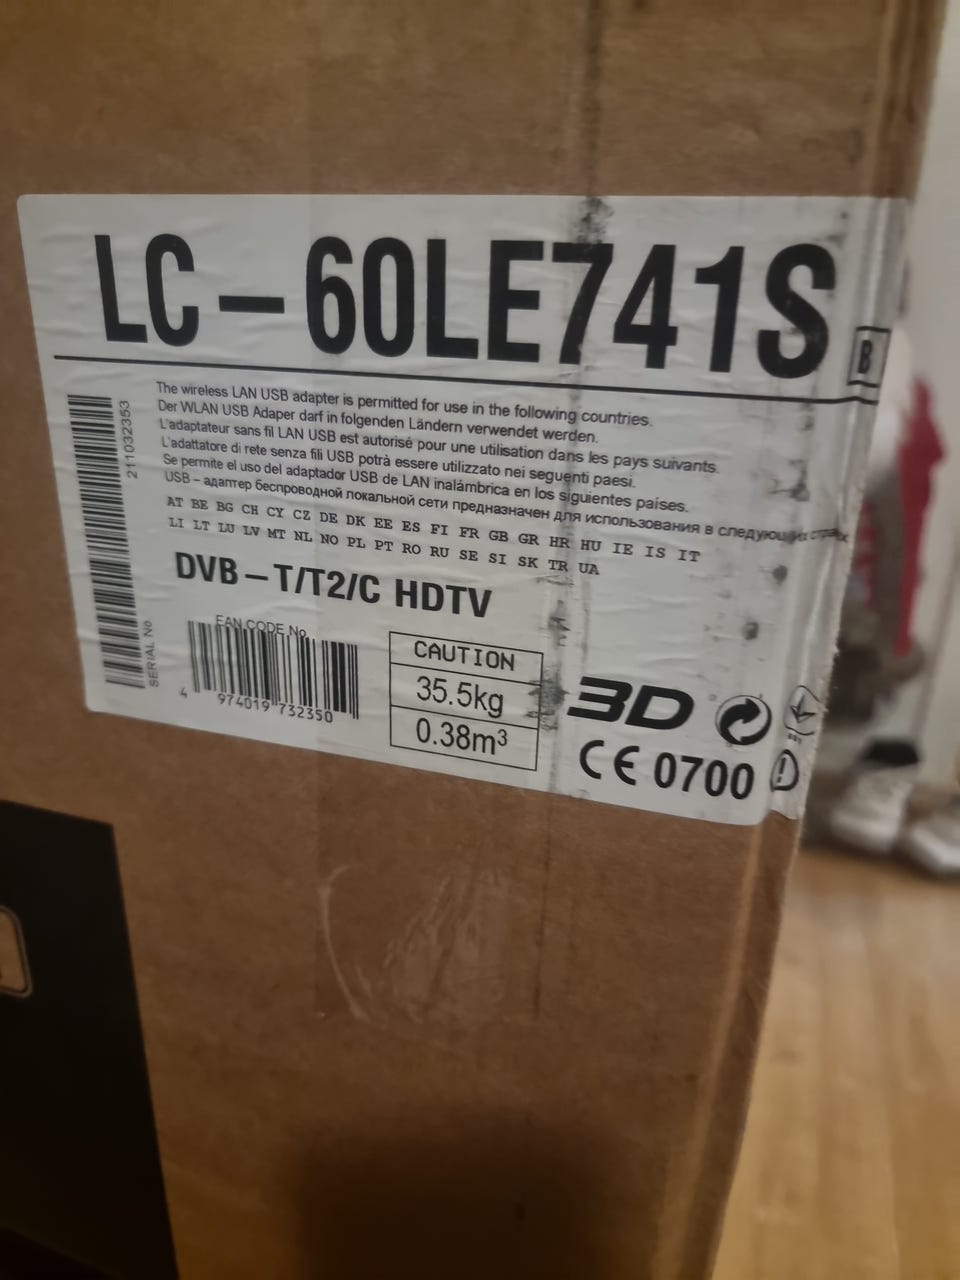 LC-60LE741S
B
The wireless LAN USB adapter is permitted for use in the following countries.
Der WLAN USB Adaper darf in folgenden Ländern verwendet werden.
L'adaptateur sans fil LAN USB est autorisé pour une utilisation dans les pays suivants.
L'adattatore di rete senza fili USB potrà essere utilizzato nei seguenti paesi.
Se permite el uso del adaptador USB de LAN inalámbrica en los siguientes países.
USB – адаптер беспроводной локальной сети предназначен для использования в следующих странах
AT BE BG CH CY CZ DE DK EE ES FI FR GB GR HR HU IE IS IT
LI LT LU LV MT NL NO PL PT RO RU SE SI SK TR UA
211032353
SERIAL No.
DVB-T/T2/C HDTV
EAN CODE No.
4 974019 732350
CAUTION
35.5kg
0.38m³
3D
CE 0700